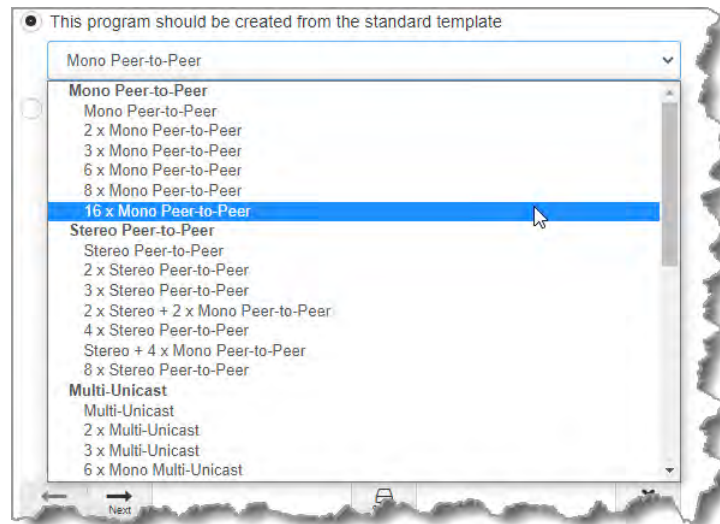 This program should be created from the standard template
Mono Peer-to-Peer
Mono Peer-to-Peer
Mono Peer-to-Peer
2 x Mono Peer-to-Peer
3 x Mono Peer-to-Peer
6 x Mono Peer-to-Peer
8 x Mono Peer-to-Peer
16 x Mono Peer-to-Peer
Stereo Peer-to-Peer
Stereo Peer-to-Peer
2 x Stereo Peer-to-Peer
3 x Stereo Peer-to-Peer
2 x Stereo + 2 x Mono Peer-to-Peer
4 x Stereo Peer-to-Peer
Stereo + 4 x Mono Peer-to-Peer
8 x Stereo Peer-to-Peer
Multi-Unicast
Multi-Unicast
2 x Multi-Unicast
3 x Multi-Unicast
6 x Mono Multi-Unicast
Next